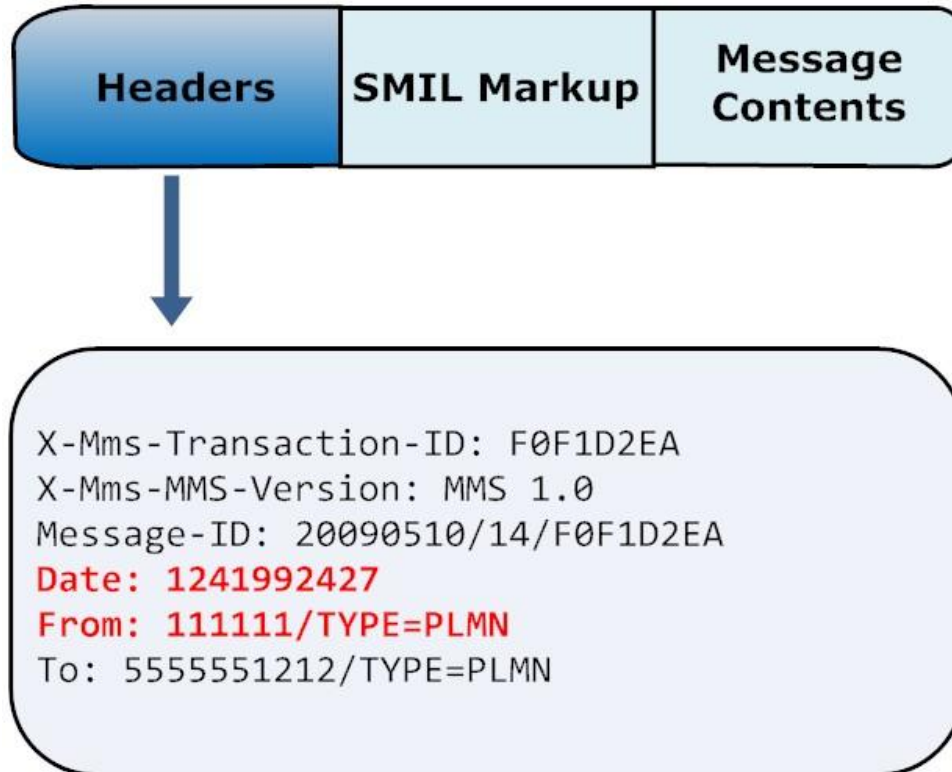 Headers
SMIL Markup
Message
Contents
X-Mms-Transaction-ID: F0F1D2EA
X-Mms-MMS-Version: MMS 1.0
Message-ID: 20090510/14/F0F1D2EA
Date: 1241992427
From: 111111/TYPE=PLMN
To: 5555551212/TYPE=PLMN